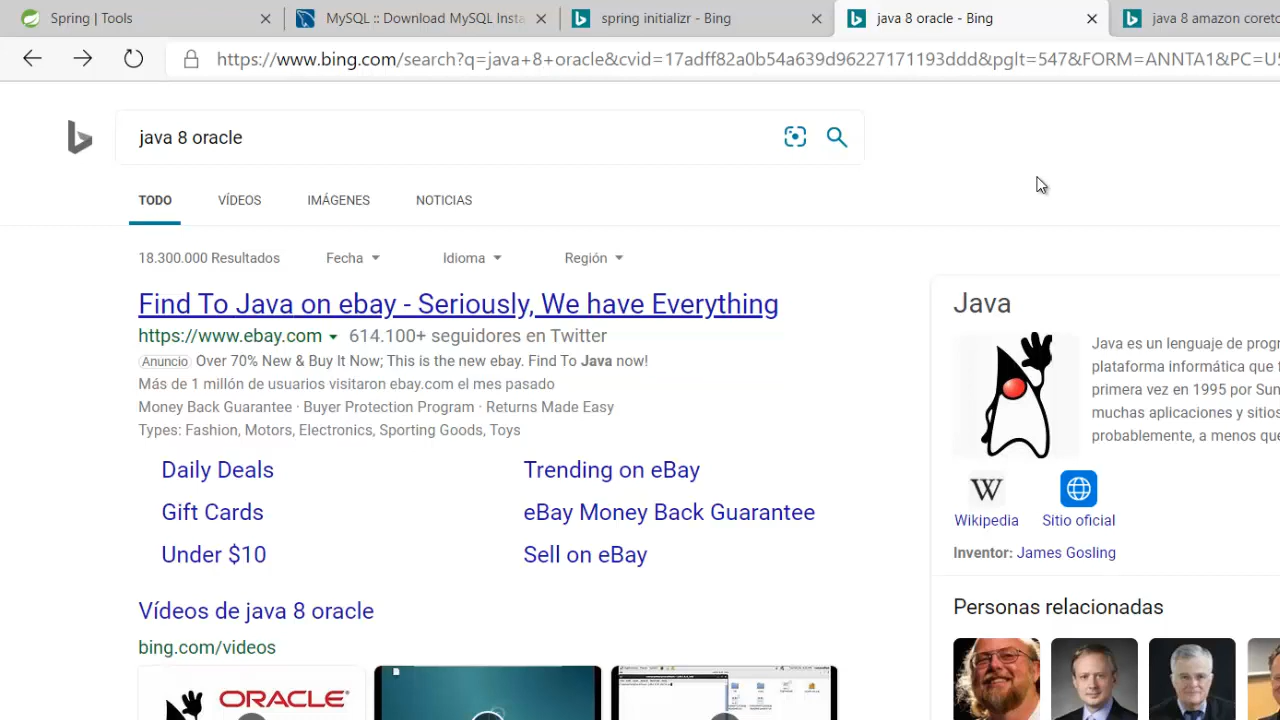 Spring | Tools
MySQL :: Download MySQL Insta
spring initializr - Bing
java 8 oracle - Bing
java 8 amazon coreto
https://www.bing.com/search?q=java+8+oracle&cvid=17adff82a0b54a639d96227171193ddd&pglt=547&FORM=ANNTA1&PC=US
java 8 oracle
TODO
VÍDEOS
IMÁGENES
NOTICIAS
18.300.000 Resultados
Fecha
Idioma
Región
Find To Java on ebay - Seriously, We have Everything
https://www.ebay.com 614.100+ seguidores en Twitter
Anuncio Over 70% New & Buy It Now; This is the new ebay. Find To Java now!
Más de 1 millón de usuarios visitaron ebay.com el mes pasado
Money Back Guarantee · Buyer Protection Program · Returns Made Easy
Types: Fashion, Motors, Electronics, Sporting Goods, Toys
Daily Deals
Trending on eBay
Gift Cards
eBay Money Back Guarantee
Under $10
Sell on eBay
Vídeos de java 8 oracle
bing.com/videos
ORACLE
Java
Java es un lenguaje de progr
plataforma informática que f
primera vez en 1995 por Sun
muchas aplicaciones y sitios
probablemente, a menos que
W
Wikipedia
Sitio oficial
Inventor: James Gosling
Personas relacionadas